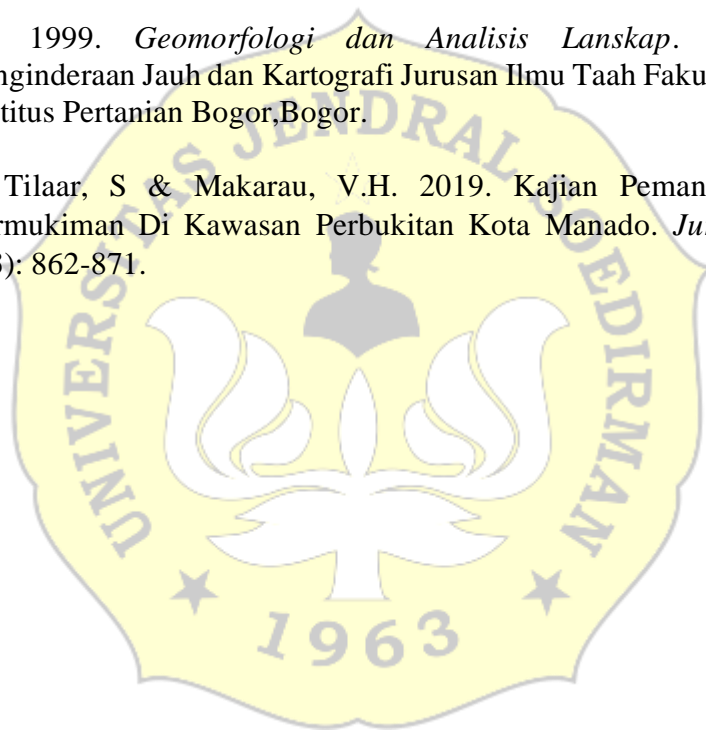 1999. Geomorfologi dan Analisis Lanskap.
nginderaan Jauh dan Kartografi Jurusan Ilmu Taah Faku
titus Pertanian Bogor,Bogor.
Tilaar, S & Makarau, V.H. 2019. Kajian Peman
rmukiman Di Kawasan Perbukitan Kota Manado. Ju
): 862-871.
UNIVERSITAS JENDRAL SOEDIRMAN
1963